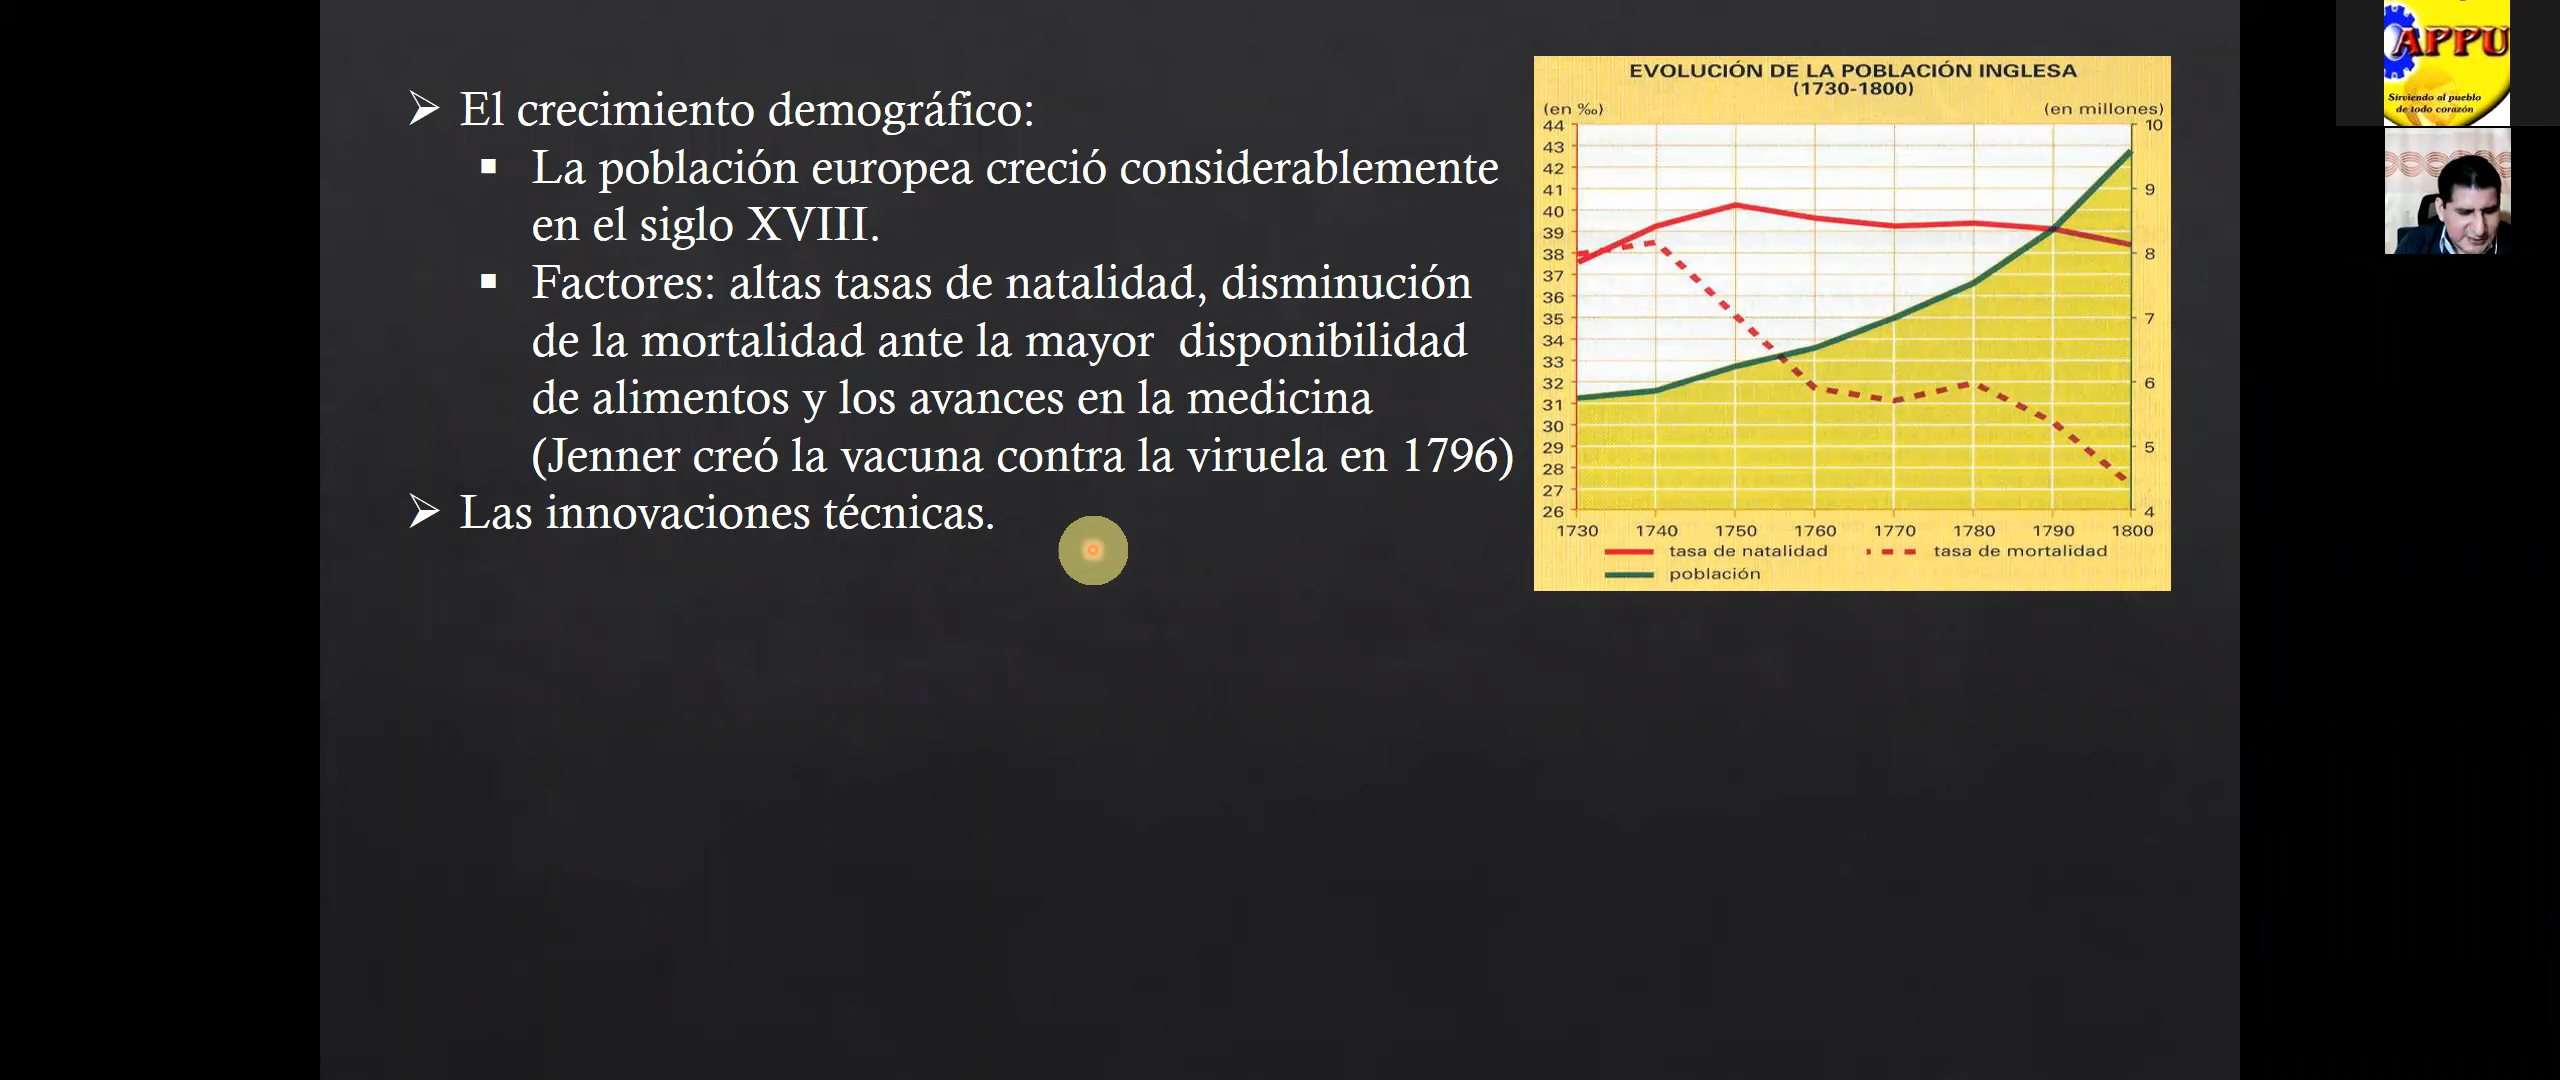 ➢ El crecimiento demográfico:
▪ La población europea creció considerablemente
en el siglo XVIII.
▪ Factores: altas tasas de natalidad, disminución
de la mortalidad ante la mayor disponibilidad
de alimentos y los avances en la medicina
(Jenner creó la vacuna contra la viruela en 1796)
➢ Las innovaciones técnicas.
EVOLUCIÓN DE LA POBLACIÓN INGLESA
(1730-1800)
(en ‰) (en millones)
44 10
43
42
41 9
40
39
38 8
37
36
35 7
34
33
32 6
31
30
29 5
28
27
26 4
1730 1740 1750 1760 1770 1780 1790 1800
tasa de natalidad tasa de mortalidad
población
APPU
Sirviendo al pueblo
de todo corazón